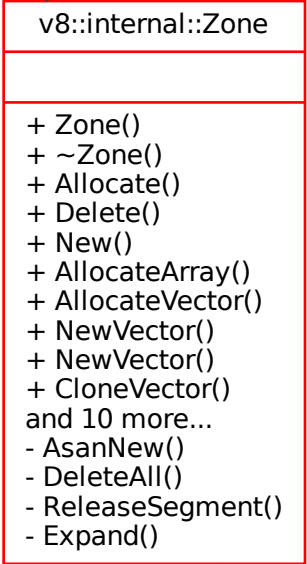 v8::internal::Zone
+ Zone()
+ ~Zone()
+ Allocate()
+ Delete()
+ New()
+ AllocateArray()
+ AllocateVector()
+ NewVector()
+ NewVector()
+ CloneVector()
and 10 more...
- AsanNew()
- DeleteAll()
- ReleaseSegment()
- Expand()